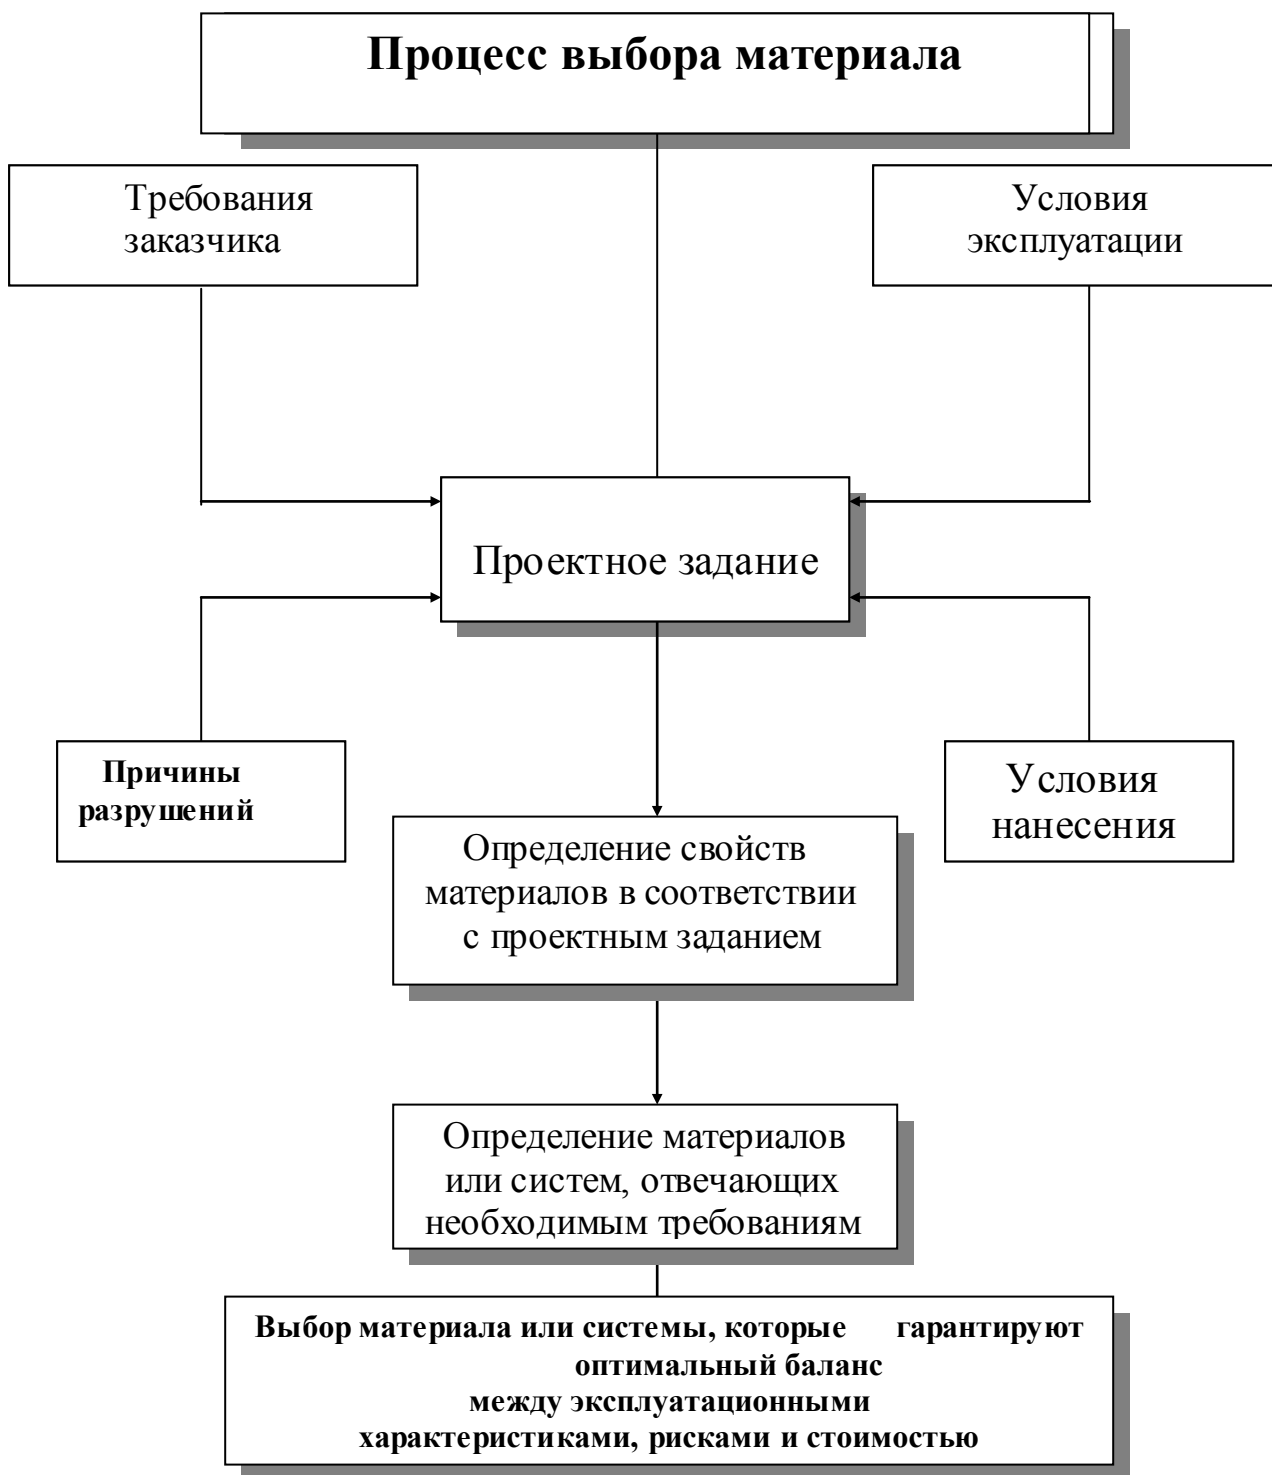 Процесс выбора материала
Требования
заказчика
Условия
эксплуатации
Проектное задание
Причины
разрушений
Условия
нанесения
Определение свойств
материалов в соответствии
с проектным заданием
Определение материалов
или систем, отвечающих
необходимым требованиям
Выбор материала или системы, которые гарантируют
оптимальный баланс
между эксплуатационными
характеристиками, рисками и стоимостью